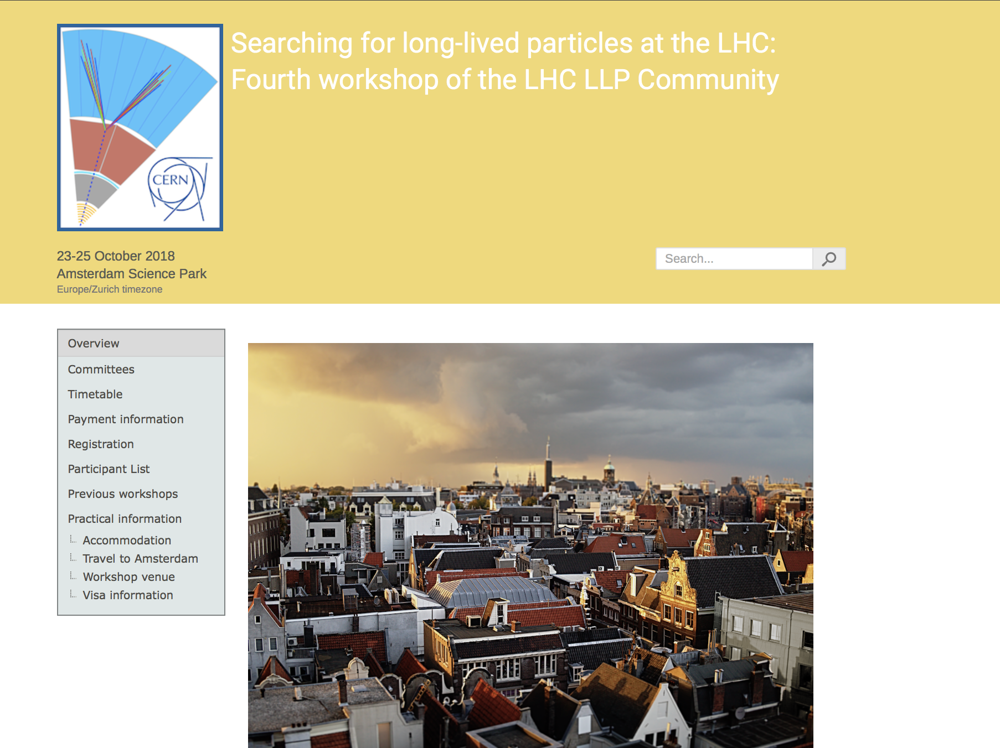 Searching for long-lived particles at the LHC:
Fourth workshop of the LHC LLP Community
CERN
23-25 October 2018
Amsterdam Science Park
Europe/Zurich timezone
Search...
Overview
Committees
Timetable
Payment information
Registration
Participant List
Previous workshops
Practical information
Accommodation
Travel to Amsterdam
Workshop venue
Visa information